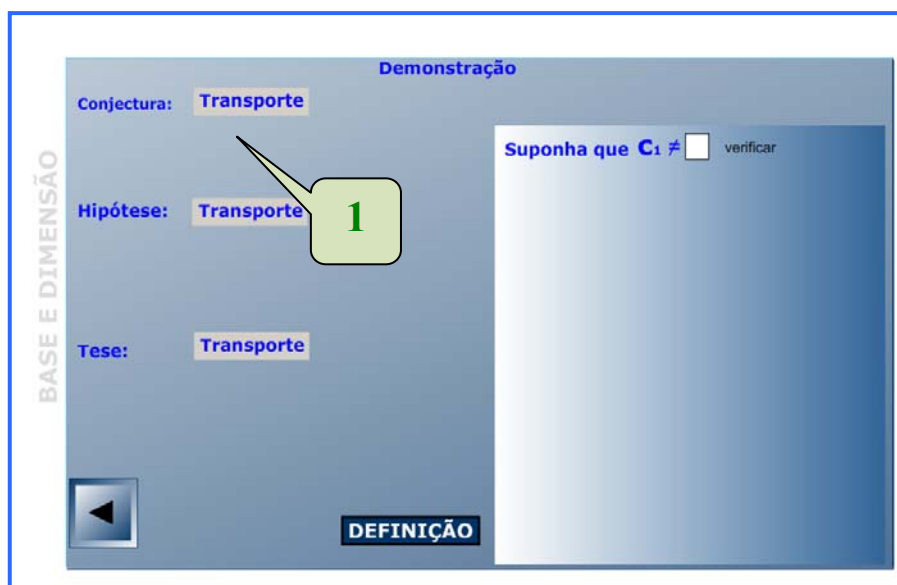 Demonstração
Conjectura: Transporte
Suponha que C₁ ≠ verificar
Hipótese: Transporte
1
Tese: Transporte
DEFINIÇÃO
BASE E DIMENSÃO